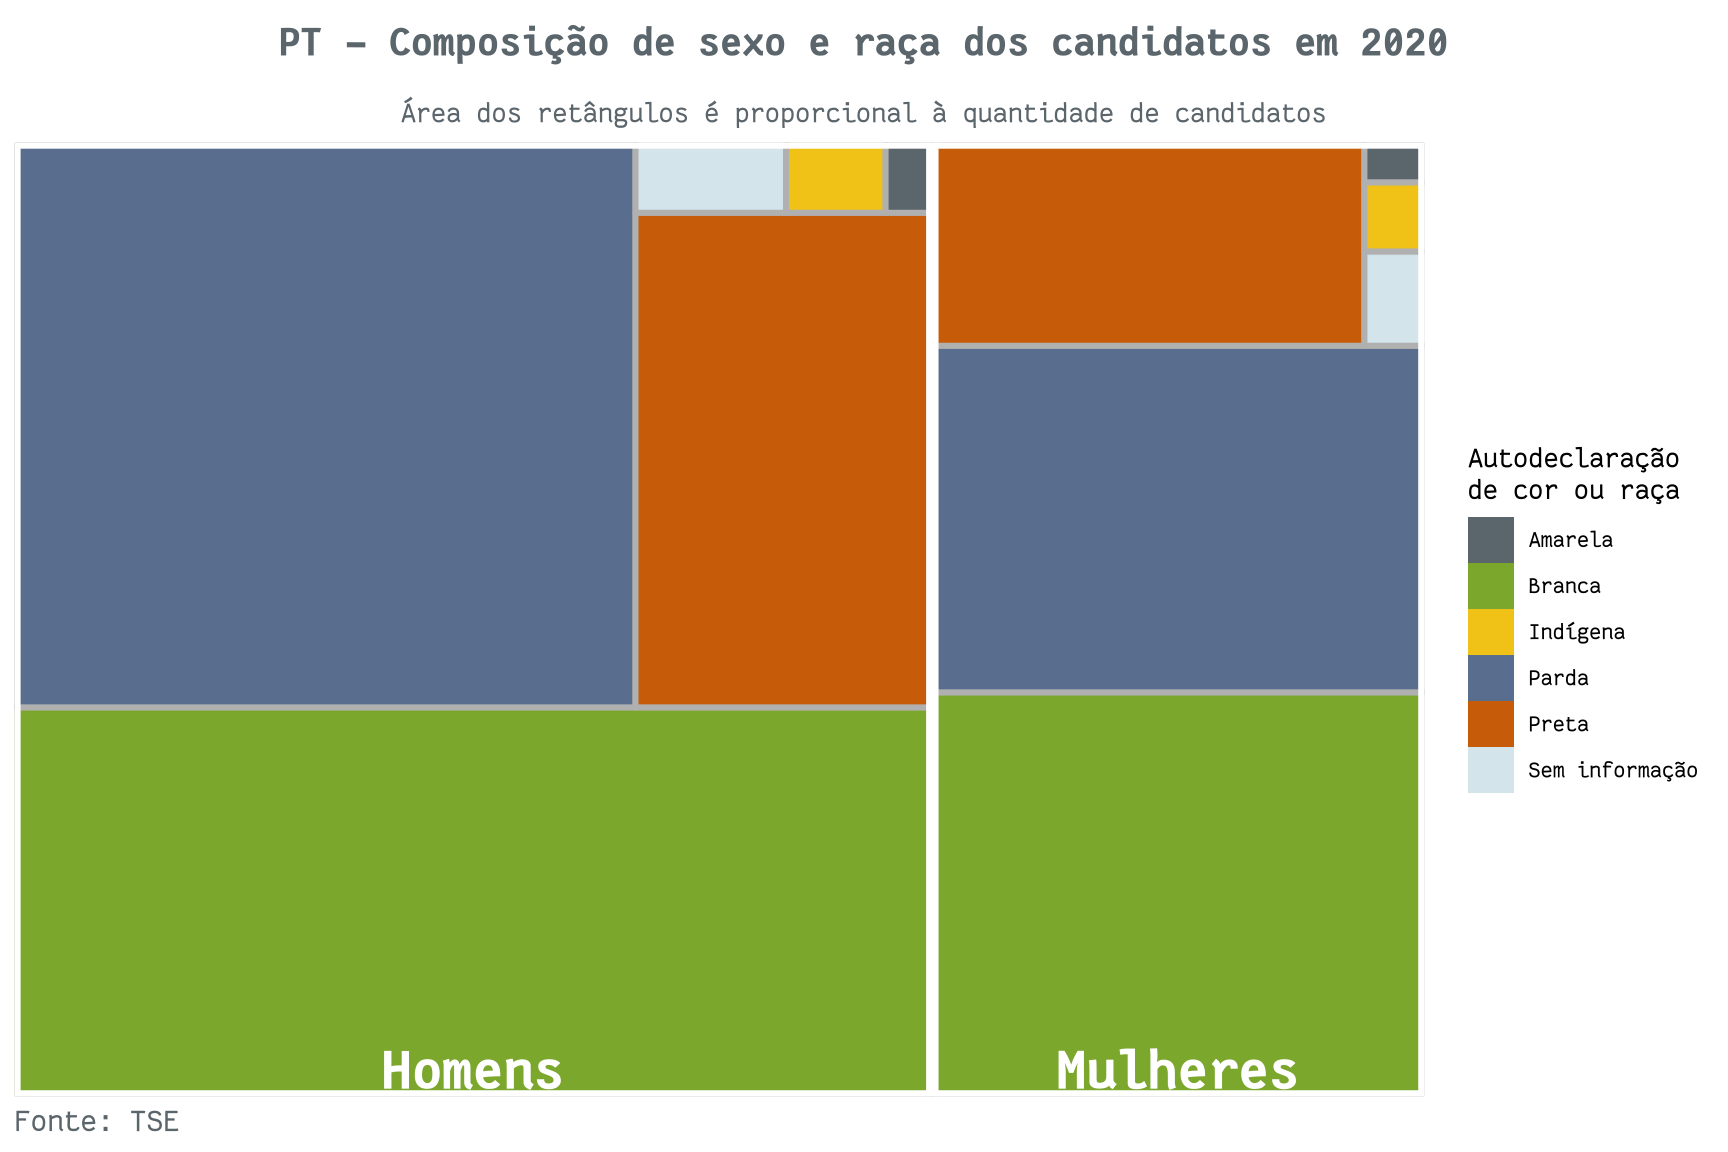 PT – Composição de sexo e raça dos candidatos em 2020
Área dos retângulos é proporcional à quantidade de candidatos
Homens
Mulheres
Autodeclaração
de cor ou raça
Amarela
Branca
Indígena
Parda
Preta
Sem informação
Fonte: TSE